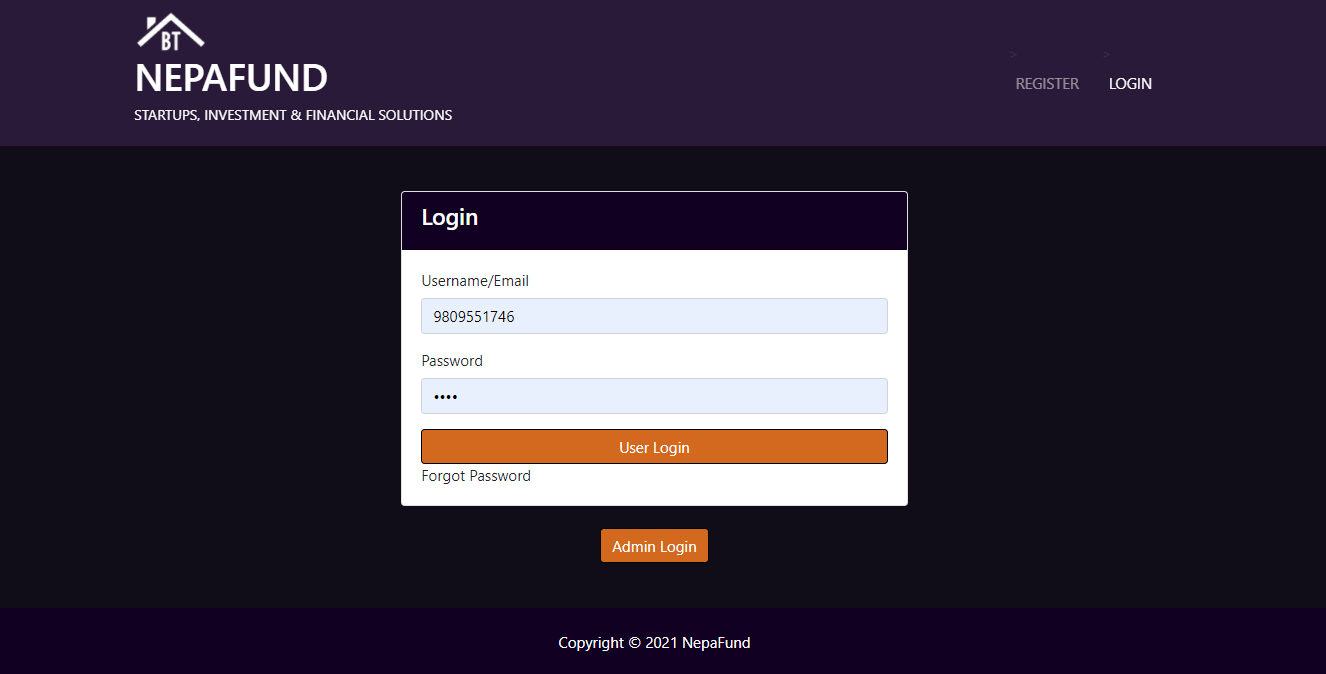 BT
NEPAFUND
STARTUPS, INVESTMENT & FINANCIAL SOLUTIONS
> >
REGISTER LOGIN
Login
Username/Email
9809551746
Password
••••
User Login
Forgot Password
Admin Login
Copyright © 2021 NepaFund